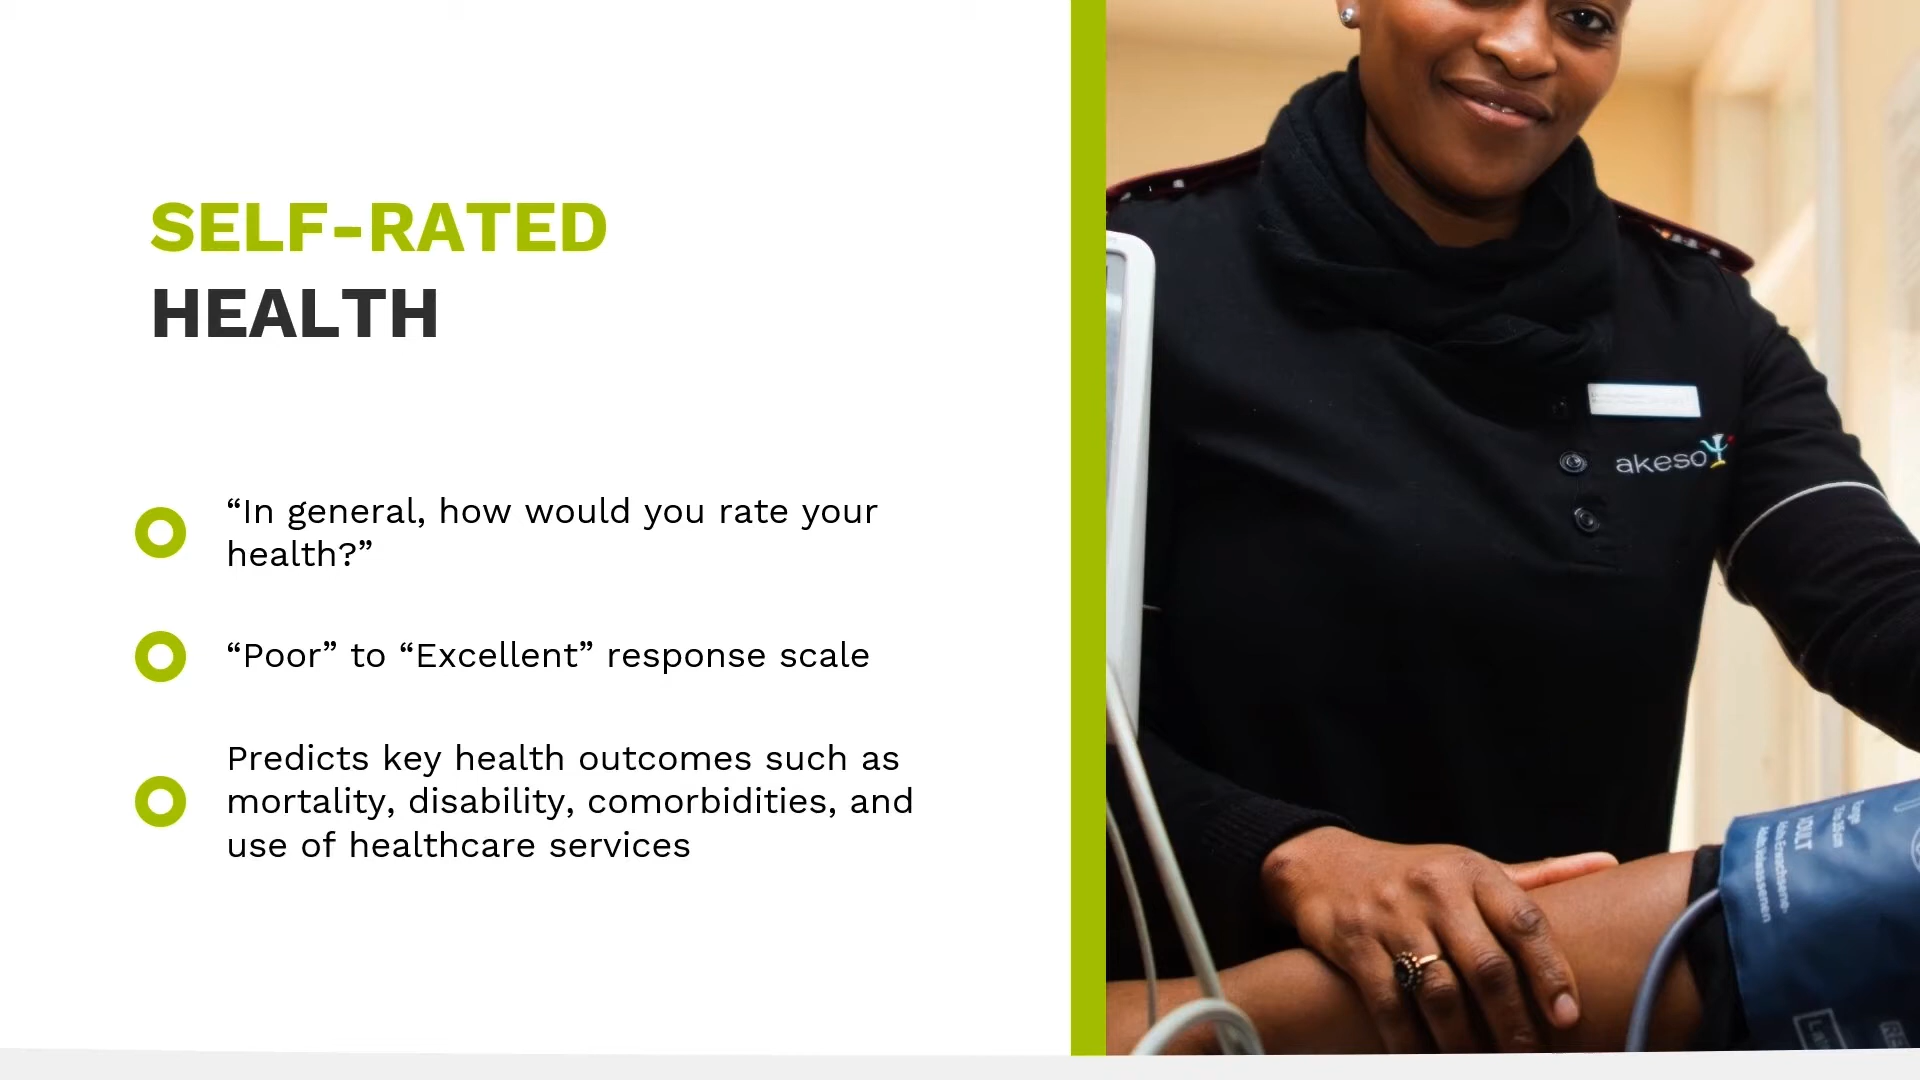 SELF-RATED
HEALTH
“In general, how would you rate your
health?”
“Poor” to “Excellent” response scale
Predicts key health outcomes such as
mortality, disability, comorbidities, and
use of healthcare services
akeso
ADULT